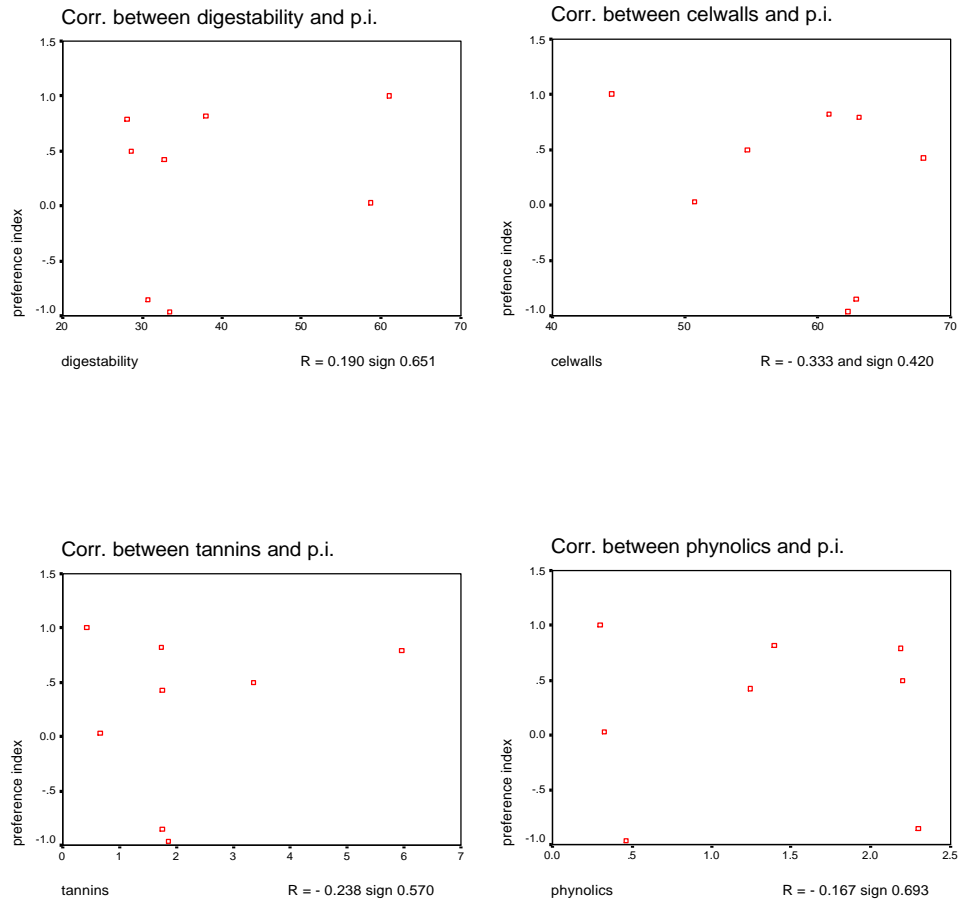 Corr. between digestability and p.i.
1.5
1.0
.5
0.0
-.5
-1.0
preference index
20 30 40 50 60 70
digestability R = 0.190 sign 0.651
Corr. between celwalls and p.i.
1.5
1.0
.5
0.0
-.5
-1.0
prefence index
40 50 60 70
celwalls R = - 0.333 and sign 0.420
Corr. between tannins and p.i.
1.5
1.0
.5
0.0
-.5
-1.0
preference index
0 1 2 3 4 5 6 7
tannins R = - 0.238 sign 0.570
Corr. between phynolics and p.i.
1.5
1.0
.5
0.0
-.5
-1.0
preference index
0.0 .5 1.0 1.5 2.0 2.5
phynolics R = - 0.167 sign 0.693